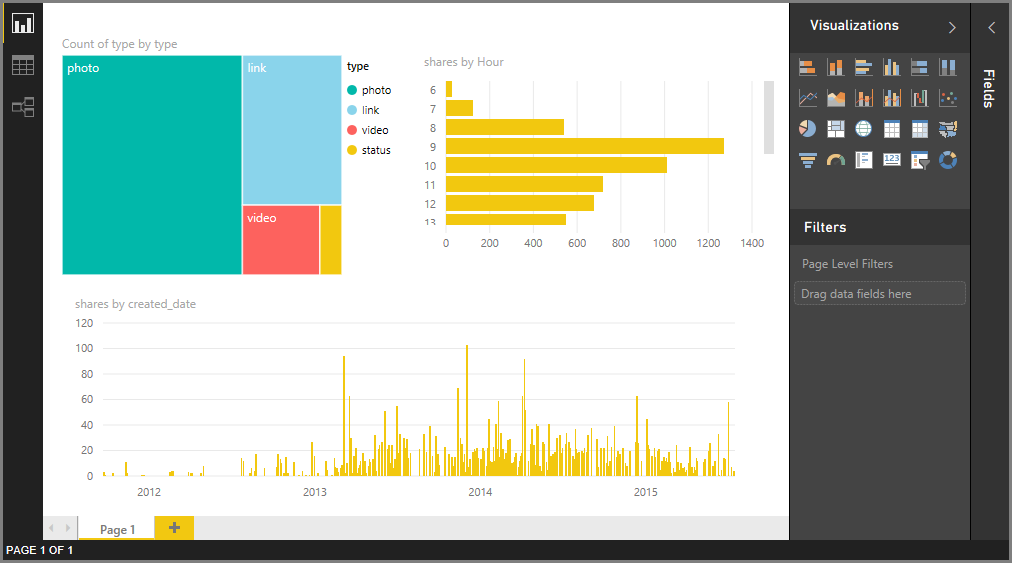 Count of type by type
photo
link
video
type
photo
link
video
status
shares by Hour
6
7
8
9
10
11
12
13
0 200 400 600 800 1000 1200 1400
shares by created_date
120
100
80
60
40
20
0
2012 2013 2014 2015
Page 1
PAGE 1 OF 1
Visualizations
123
Filters
Page Level Filters
Drag data fields here
Fields